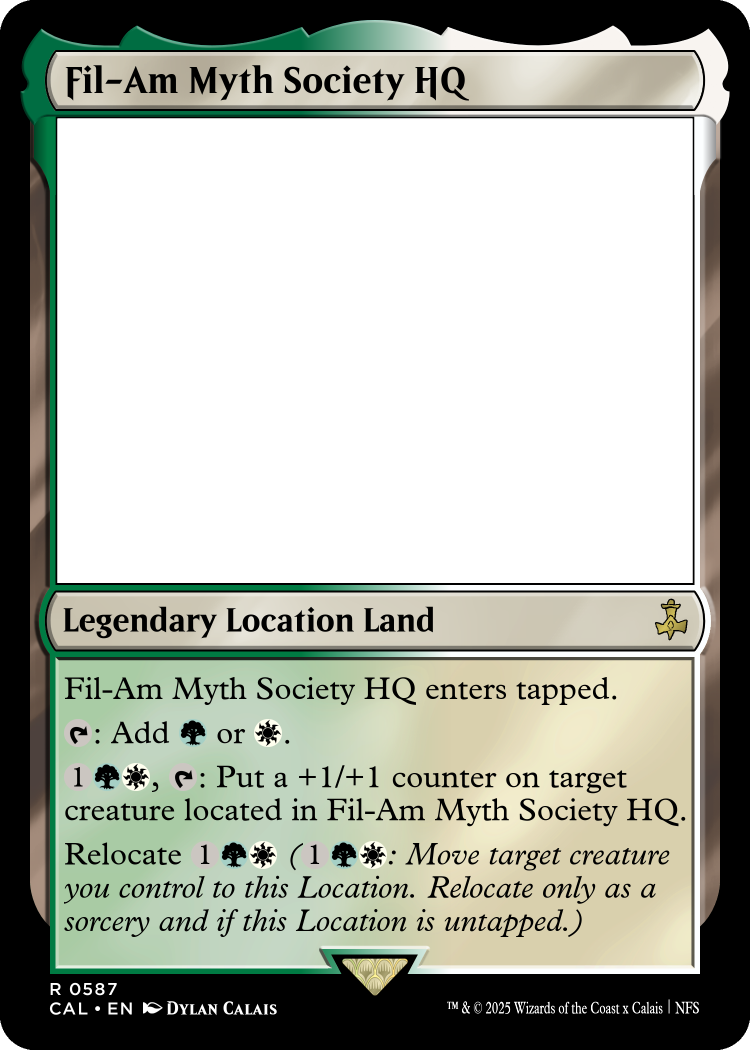 Fil-Am Myth Society HQ
Legendary Location Land
Fil-Am Myth Society HQ enters tapped.
: Add or .
1, : Put a +1/+1 counter on target
creature located in Fil-Am Myth Society HQ.
Relocate 1 (1: Move target creature
you control to this Location. Relocate only as a
sorcery and if this Location is untapped.)
R 0587
CAL • EN DYLAN CALAIS
™ & © 2025 Wizards of the Coast x Calais | NFS